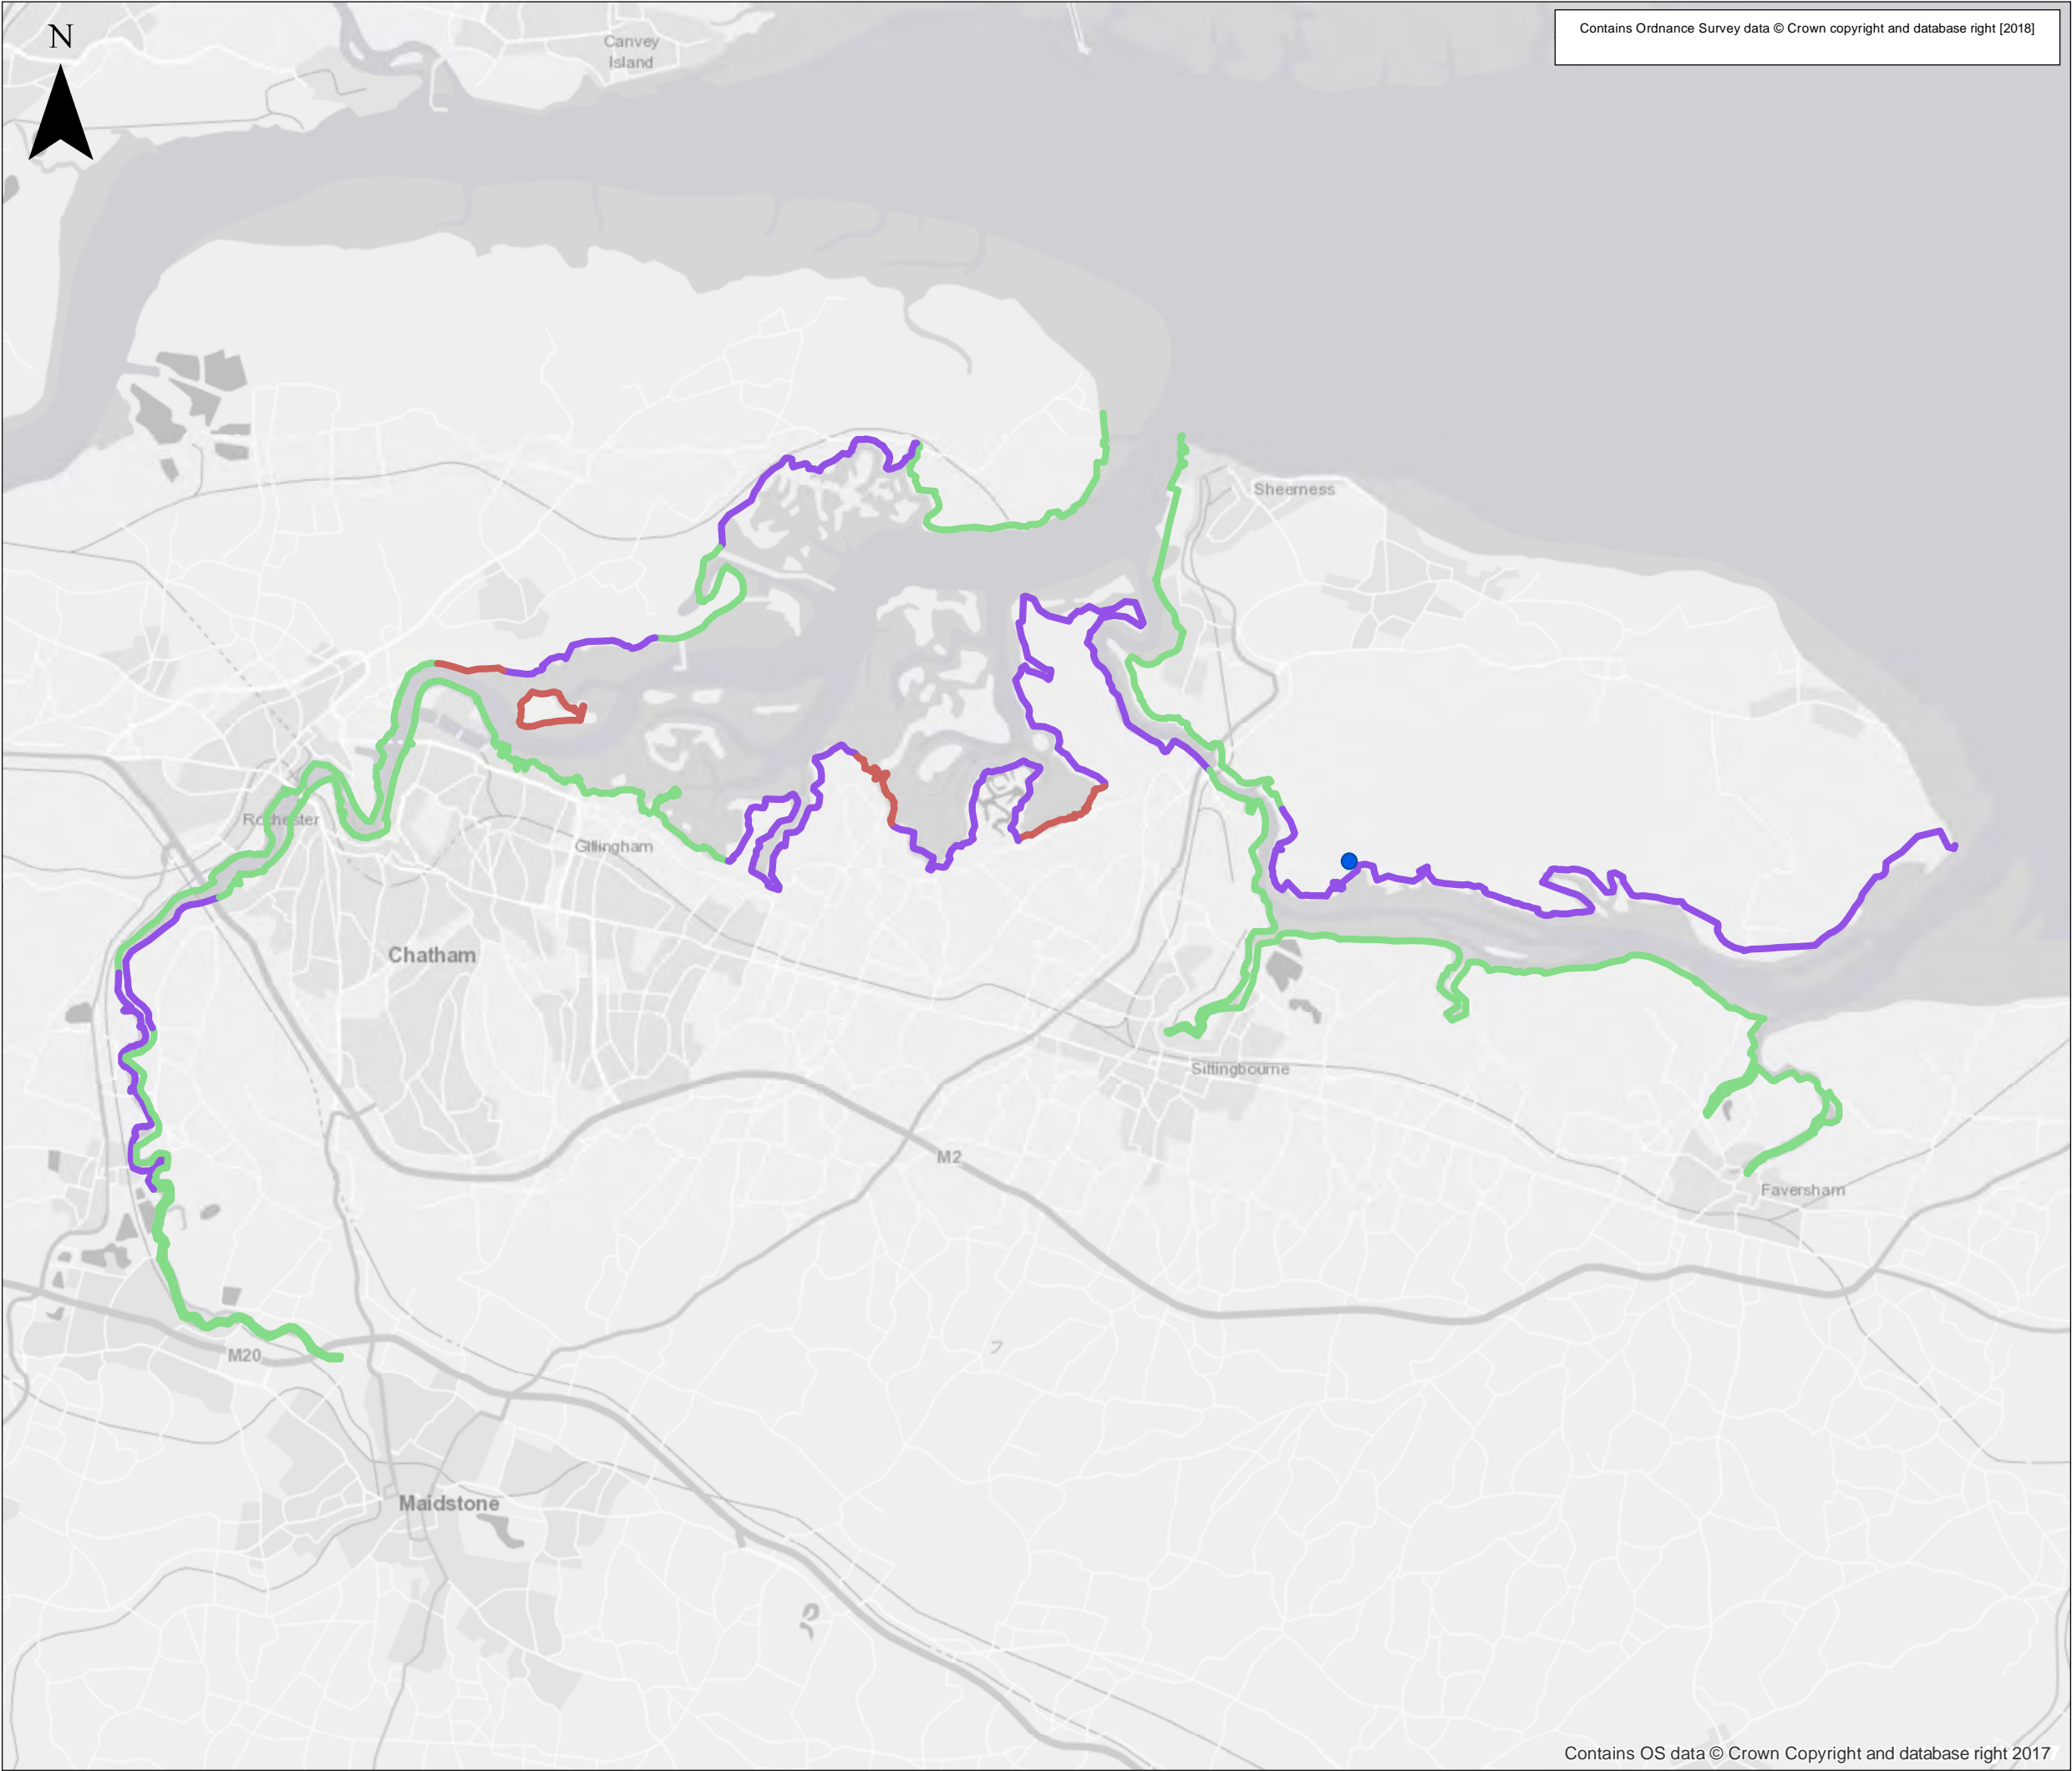 N
Canvey
Island
Contains Ordnance Survey data © Crown copyright and database right [2018]
Sheerness
Rochester
Gillingham
Chatham
Sittingbourne
M2
Faversham
M20
Maidstone
Contains OS data © Crown Copyright and database right 2017